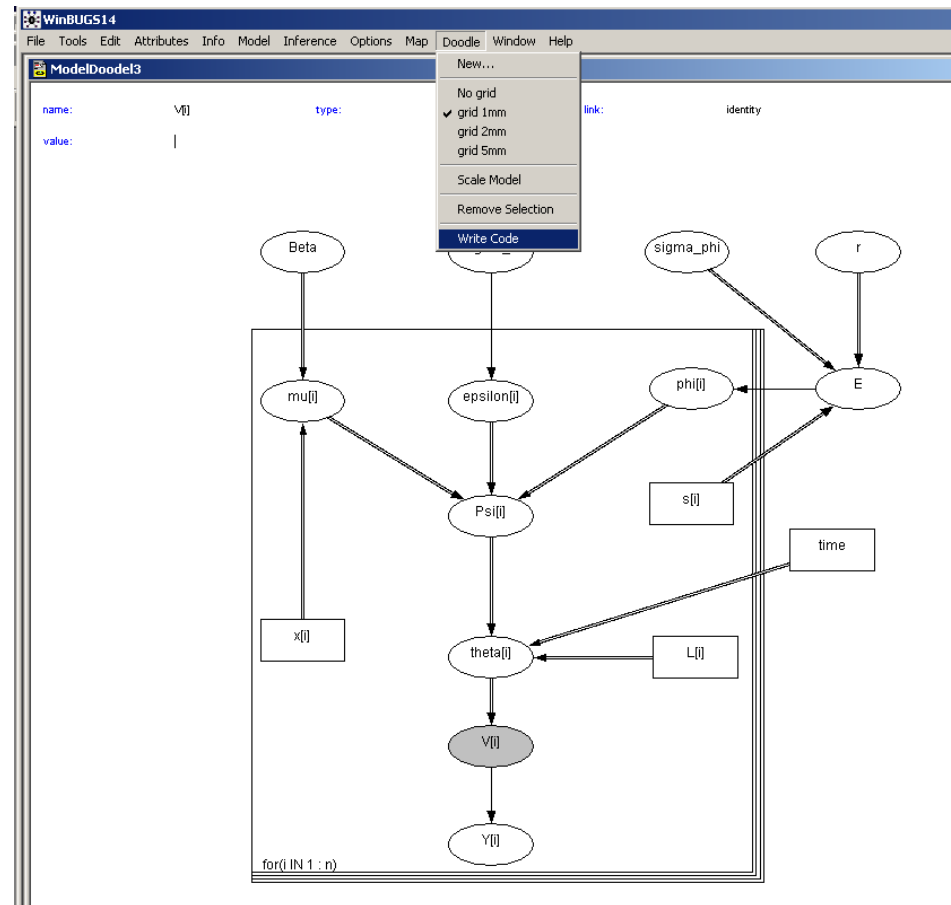 WinBUGS14
File Tools Edit Attributes Info Model Inference Options Map Doodle Window Help
ModelDoodel3
New...
No grid
grid 1mm
grid 2mm
grid 5mm
Scale Model
Remove Selection
Write Code
name: V[i] type: link: identity
value:
Beta
sigma_phi
r
mu[i]
epsilon[i]
phi[i]
E
Psi[i]
s[i]
time
x[i]
theta[i]
L[i]
V[i]
Y[i]
for(i IN 1 : n)